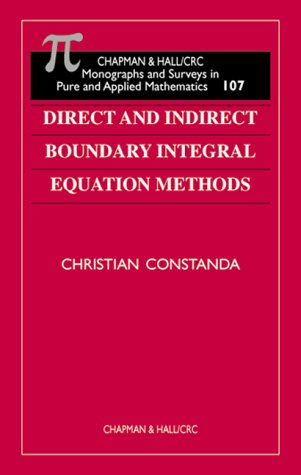 π
CHAPMAN & HALL/CRC
Monographs and Surveys in
Pure and Applied Mathematics 107
DIRECT AND INDIRECT
BOUNDARY INTEGRAL
EQUATION METHODS
CHRISTIAN CONSTANDA
CHAPMAN & HALL/CRC